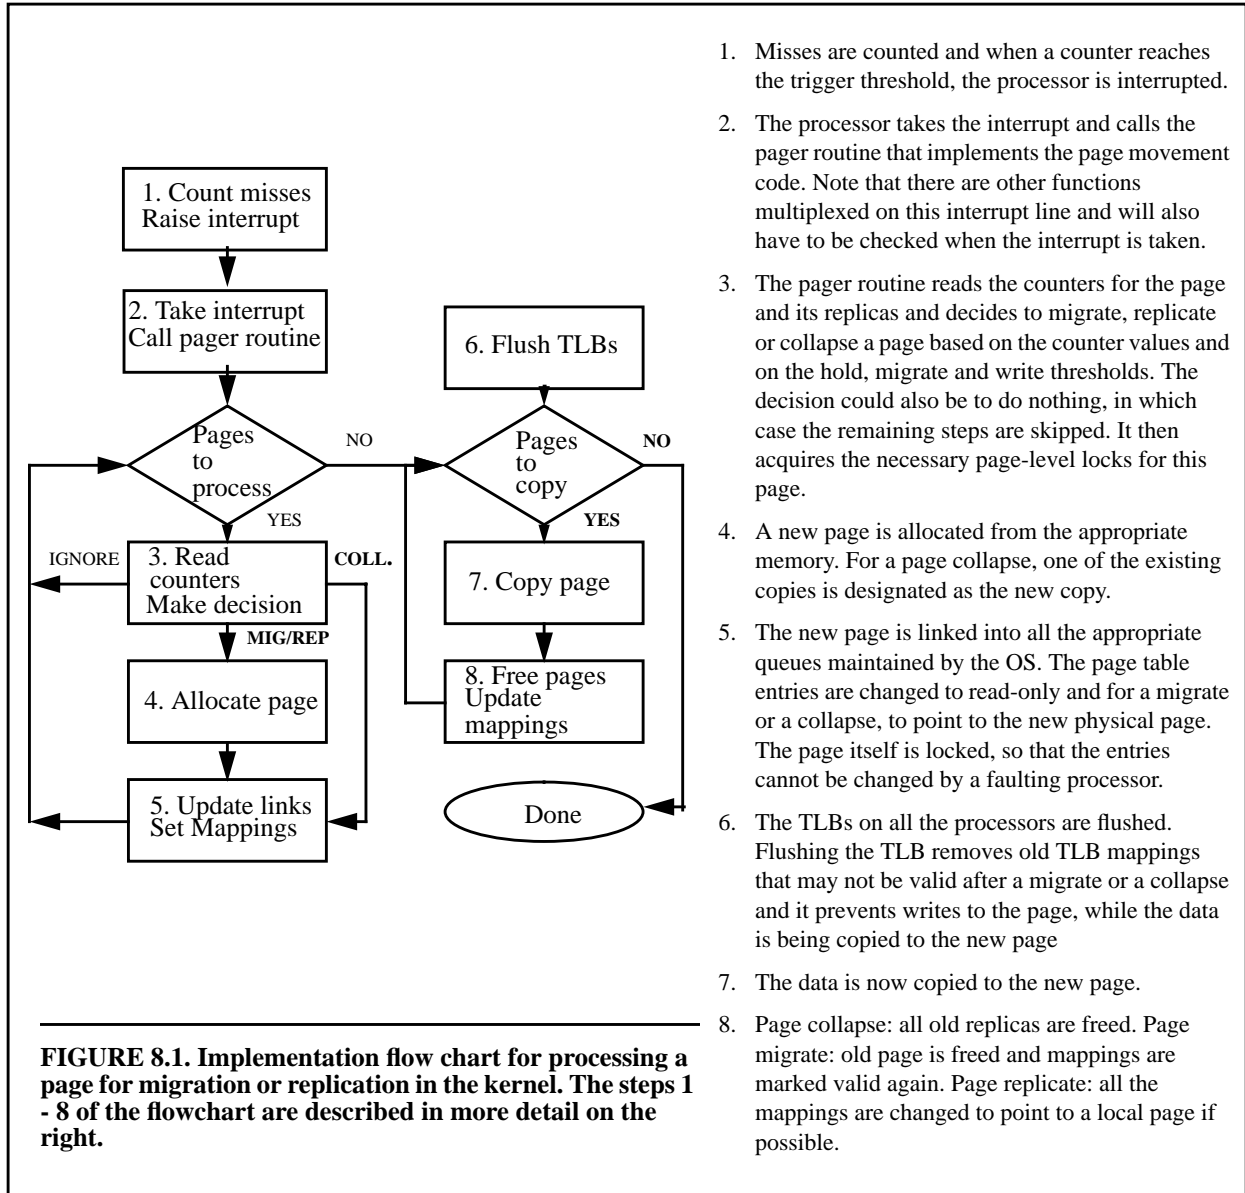 1. Count misses
Raise interrupt
2. Take interrupt
Call pager routine
Pages
to
process
NO
YES
IGNORE
3. Read
counters
Make decision
COLL.
MIG/REP
4. Allocate page
5. Update links
Set Mappings
6. Flush TLBs
Pages
to
copy
NO
YES
7. Copy page
8. Free pages
Update
mappings
Done
FIGURE 8.1. Implementation flow chart for processing a
page for migration or replication in the kernel. The steps 1
- 8 of the flowchart are described in more detail on the
right.
1. Misses are counted and when a counter reaches
the trigger threshold, the processor is interrupted.
2. The processor takes the interrupt and calls the
pager routine that implements the page movement
code. Note that there are other functions
multiplexed on this interrupt line and will also
have to be checked when the interrupt is taken.
3. The pager routine reads the counters for the page
and its replicas and decides to migrate, replicate
or collapse a page based on the counter values and
on the hold, migrate and write thresholds. The
decision could also be to do nothing, in which
case the remaining steps are skipped. It then
acquires the necessary page-level locks for this
page.
4. A new page is allocated from the appropriate
memory. For a page collapse, one of the existing
copies is designated as the new copy.
5. The new page is linked into all the appropriate
queues maintained by the OS. The page table
entries are changed to read-only and for a migrate
or a collapse, to point to the new physical page.
The page itself is locked, so that the entries
cannot be changed by a faulting processor.
6. The TLBs on all the processors are flushed.
Flushing the TLB removes old TLB mappings
that may not be valid after a migrate or a collapse
and it prevents writes to the page, while the data
is being copied to the new page
7. The data is now copied to the new page.
8. Page collapse: all old replicas are freed. Page
migrate: old page is freed and mappings are
marked valid again. Page replicate: all the
mappings are changed to point to a local page if
possible.